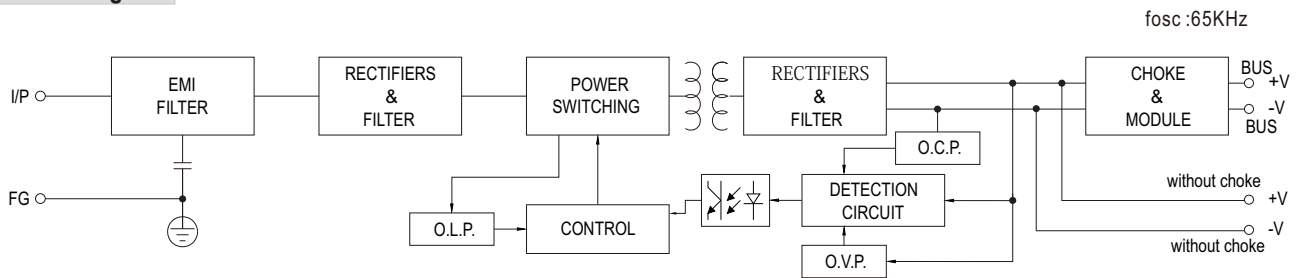 fosc :65KHz
I/P
EMI
FILTER
RECTIFIERS
&
FILTER
POWER
SWITCHING
RECTIFIERS
&
FILTER
CHOKE
&
MODULE
BUS
+V
-V
BUS
O.C.P.
FG
O.L.P.
CONTROL
DETECTION
CIRCUIT
O.V.P.
without choke
+V
-V
without choke